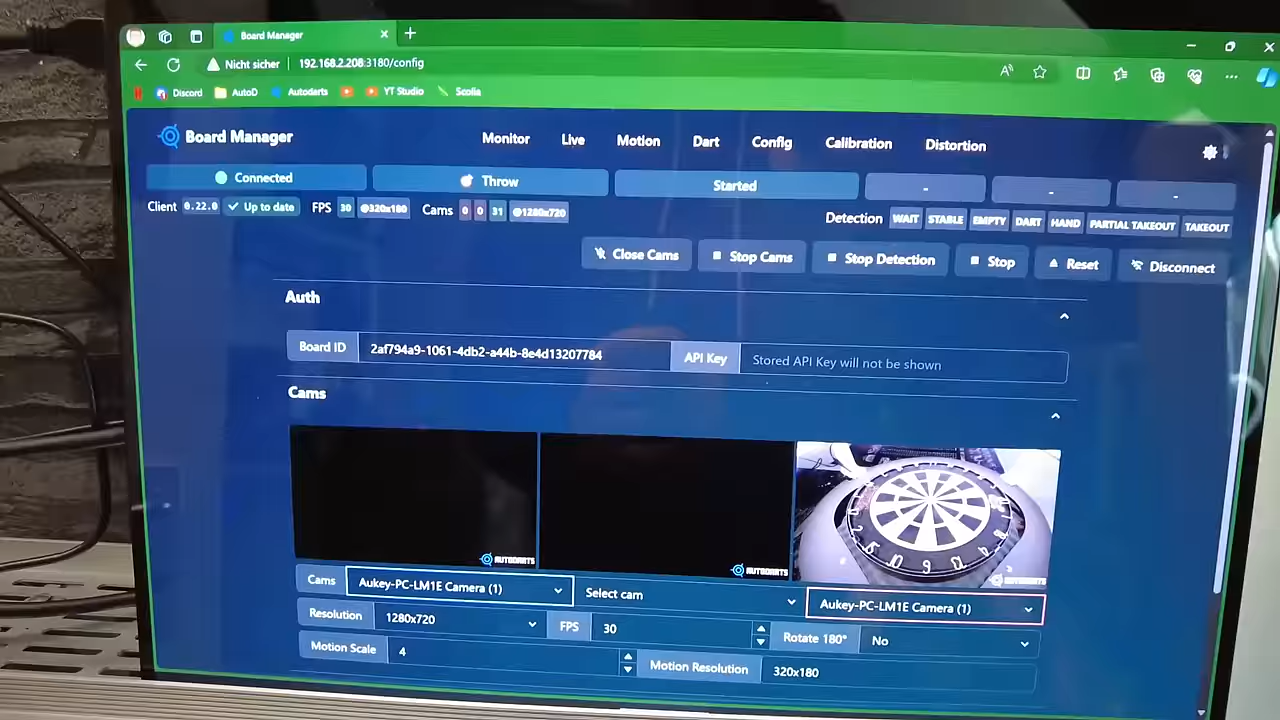 Board Manager
Nicht sicher 192.168.2.208:3180/config
Discord AutoD Autodarts YT Studio Scolia
Board Manager Monitor Live Motion Dart Config Calibration Distortion
Connected Throw Started - - -
Client 0.22.0 Up to date FPS 30 @320x180 Cams 0 0 31 @1280x720 Detection WAIT STABLE EMPTY DART HAND PARTIAL TAKEOUT TAKEOUT
Close Cams Stop Cams Stop Detection Stop Reset Disconnect
Auth
Board ID 2af794a9-1061-4db2-a44b-8e4d13207784 API Key Stored API Key will not be shown
Cams
AUTODARTS AUTODARTS AUTODARTS
Cams Aukey-PC-LM1E Camera (1) Select cam Aukey-PC-LM1E Camera (1)
Resolution 1280x720 FPS 30 Rotate 180° No
Motion Scale 4 Motion Resolution 320x180